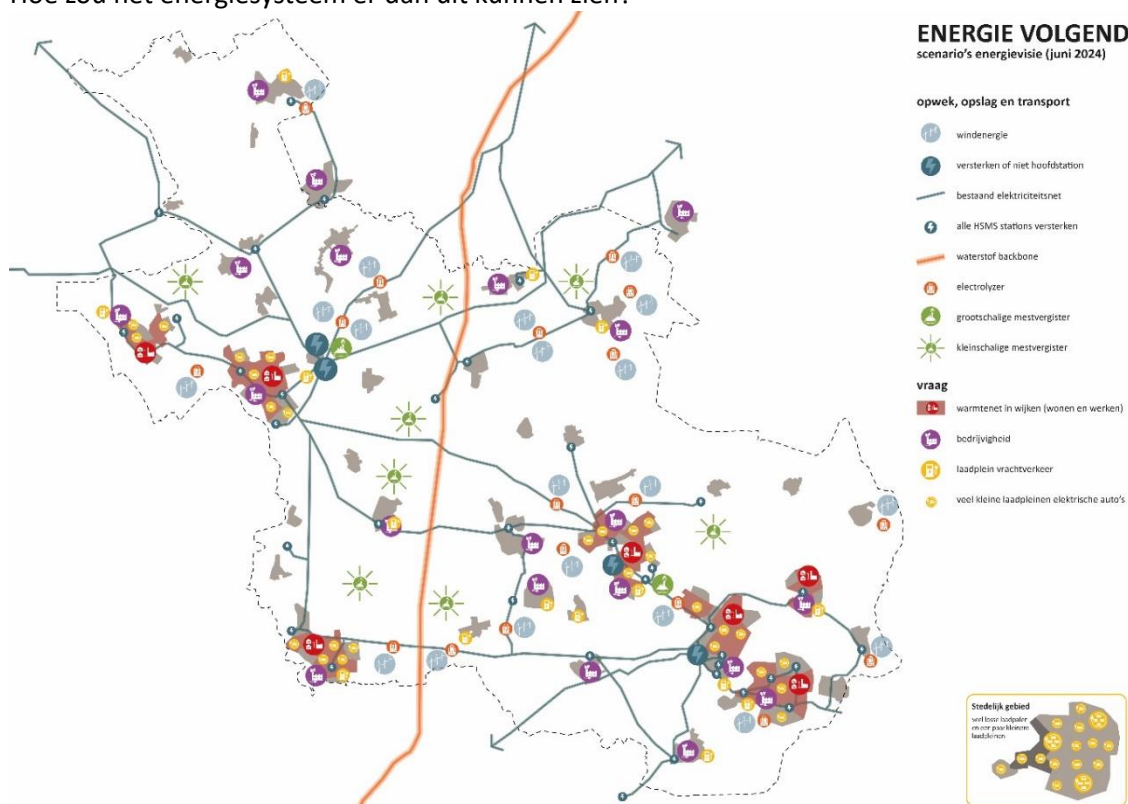 Hoe zou het energiesysteem er dan uit kunnen zien?
ENERGIE VOLGEND
scenario's energievisie (juni 2024)
opwek, opslag en transport
windenergie
versterken of niet hoofdstation
bestaand elektriciteitsnet
alle HSMS stations versterken
waterstof backbone
electrolyzer
grootschalige mestvergister
kleinschalige mestvergister
vraag
warmtenet in wijken (wonen en werken)
bedrijvigheid
laadplein vrachtverkeer
veel kleine laadpleinen elektrische auto's
Stedelijk gebied
veel losse laadpalen
en een paar kleinere
laadpleinen